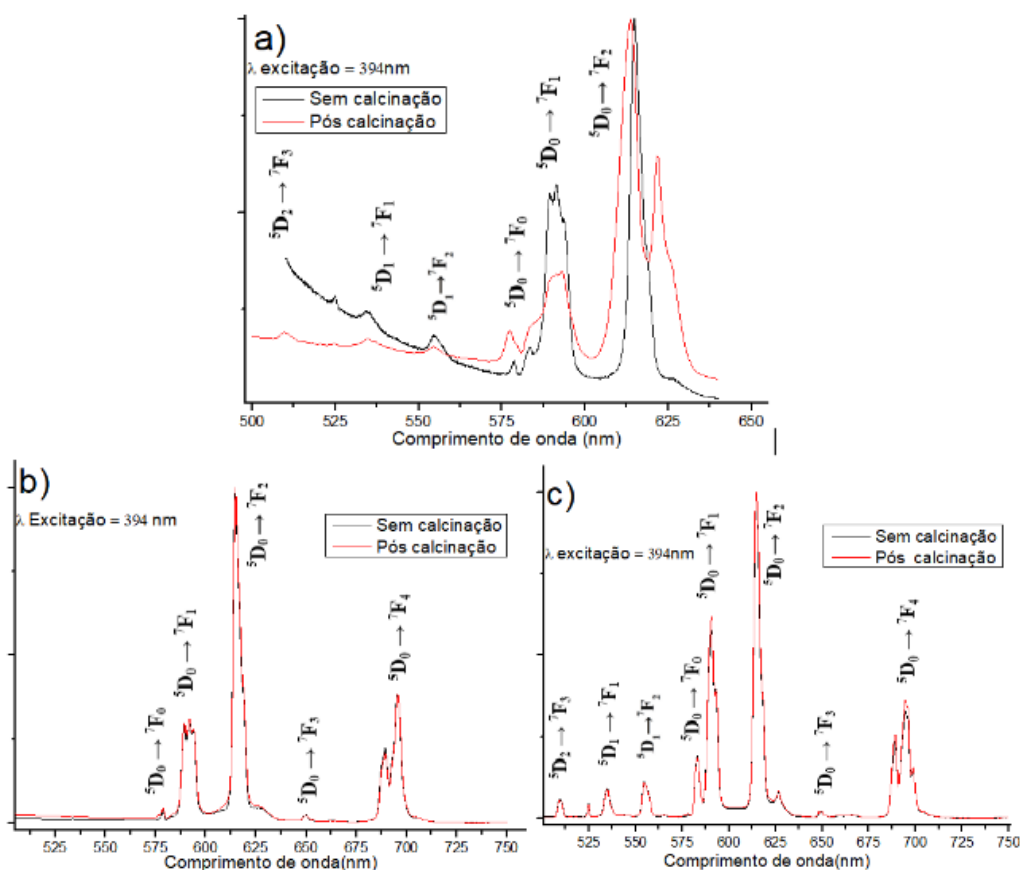 a)
λ excitação = 394nm
Sem calcinação
Pós calcinação
⁵D₂ → ⁷F₃
⁵D₁ → ⁷F₁
⁵D₁ → ⁷F₂
⁵D₀ → ⁷F₀
⁵D₀ → ⁷F₁
⁵D₀ → ⁷F₂
500 525 550 575 600 625 650
Comprimento de onda (nm)
b)
λ Excitação = 394 nm
Sem calcinação
Pós calcinação
⁵D₀ → ⁷F₀
⁵D₀ → ⁷F₁
⁵D₀ → ⁷F₂
⁵D₀ → ⁷F₃
⁵D₀ → ⁷F₄
525 550 575 600 625 650 675 700 725 750
Comprimento de onda(nm)
c)
λ excitação = 394nm
Sem calcinação
Pós calcinação
⁵D₂ → ⁷F₃
⁵D₁ → ⁷F₁
⁵D₁ → ⁷F₂
⁵D₀ → ⁷F₀
⁵D₀ → ⁷F₁
⁵D₀ → ⁷F₂
⁵D₀ → ⁷F₃
⁵D₀ → ⁷F₄
525 550 575 600 625 650 675 700 725 750
Comprimento de onda(nm)